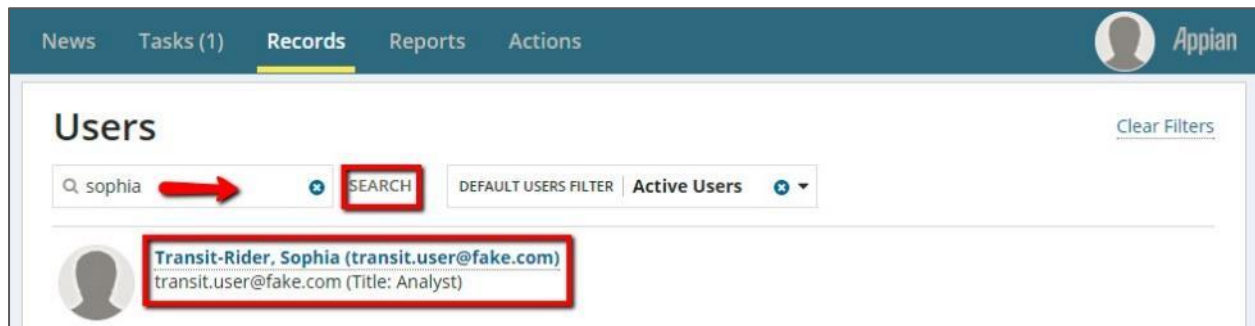 News Tasks (1) Records Reports Actions Appian
Users
Clear Filters
sophia SEARCH DEFAULT USERS FILTER Active Users
Transit-Rider, Sophia (transit.user@fake.com)
transit.user@fake.com (Title: Analyst)